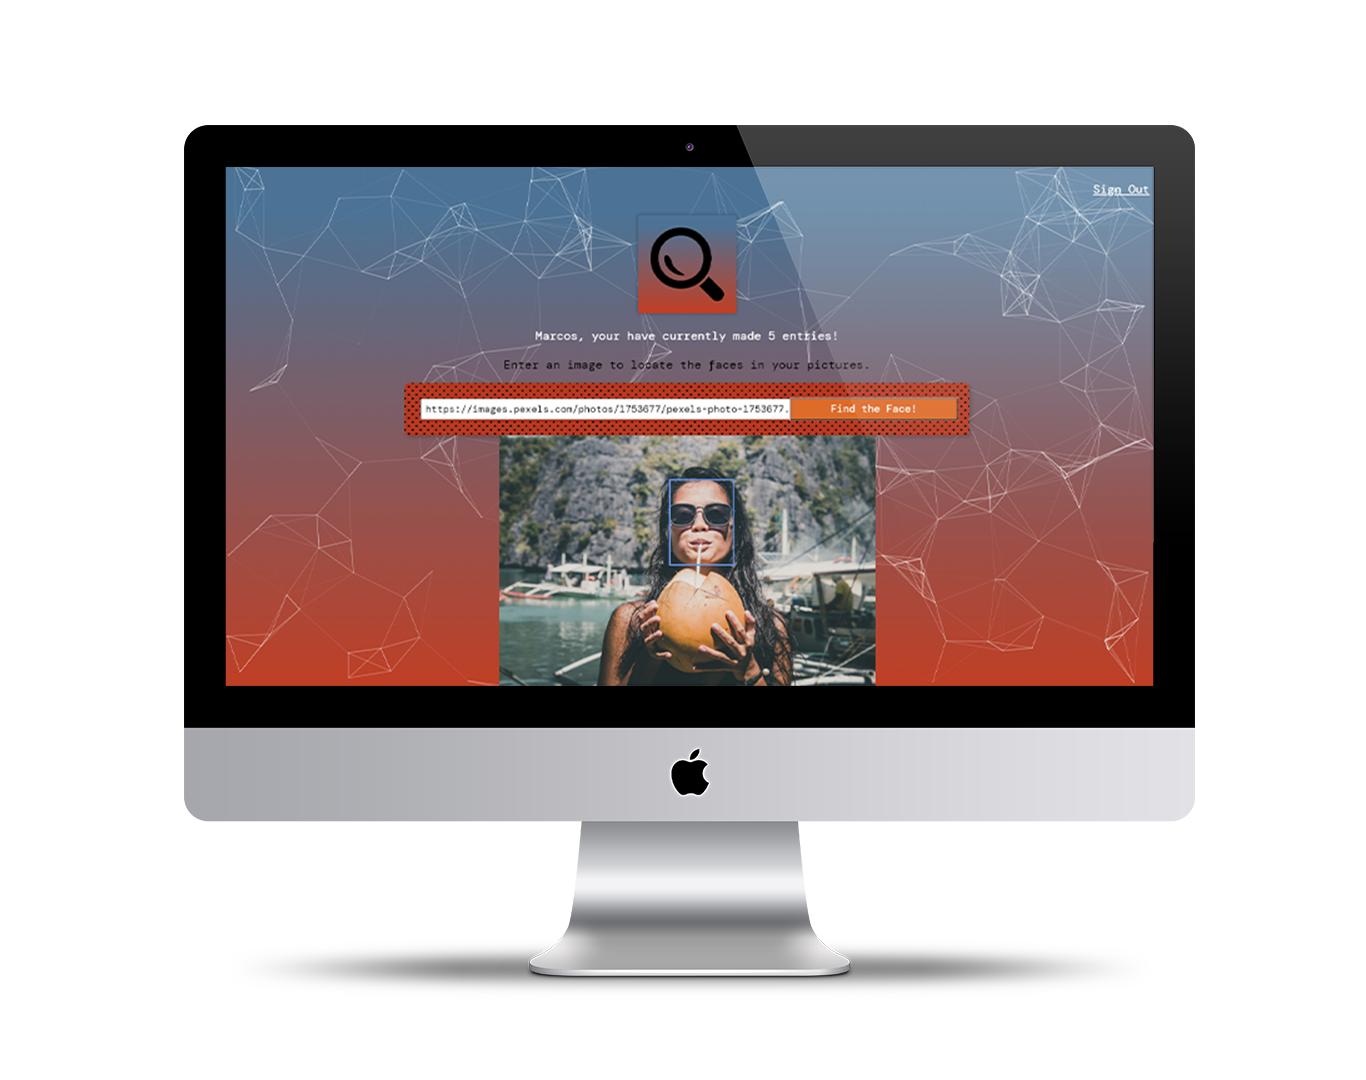 Sign Out
Marcos, your have currently made 5 entries!
Enter an image to locate the faces in your pictures.
https://images.pexels.com/photos/1753677/pexels-photo-1753677. Find the Face!